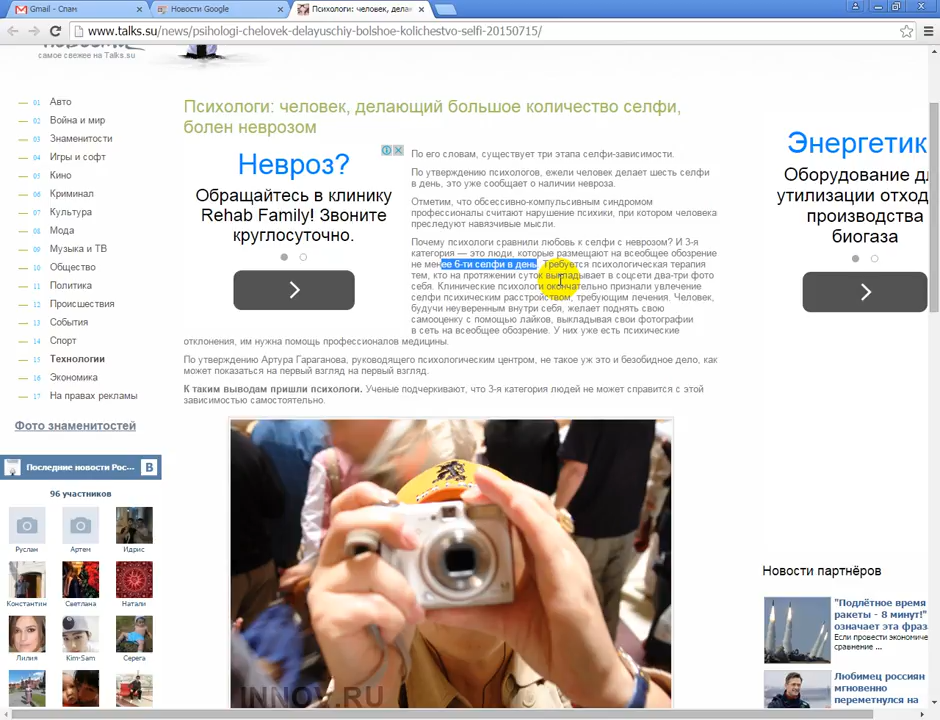 Gmail - Спам
Новости Google
Психологи: человек, дела
www.talks.su/news/psihologi-chelovek-delayuschiy-bolshoe-kolichestvo-selfi-20150715/
самое свежее на Talks.su
01 Авто
02 Война и мир
03 Знаменитости
04 Игры и софт
05 Кино
06 Криминал
07 Культура
08 Мода
09 Музыка и ТВ
10 Общество
11 Политика
12 Происшествия
13 События
14 Спорт
15 Технологии
16 Экономика
17 На правах рекламы
Фото знаменитостей
Последние новости Рос...
В
96 участников
Руслан Артем Идрис
Константин Светлана Натали
Лилия Kim-Sam Серега
Психологи: человек, делающий большое количество селфи,
болен неврозом
Невроз?
Обращайтесь в клинику
Rehab Family! Звоните
круглосуточно.
По его словам, существует три этапа селфи-зависимости.
По утверждению психологов, ежели человек делает шесть селфи
в день, это уже сообщает о наличии невроза.
Отметим, что обсессивно-компульсивным синдромом
профессионалы считают нарушение психики, при котором человека
преследуют навязчивые мысли.
Почему психологи сравнили любовь к селфи с неврозом? И 3-я
категория — это люди, которые размещают на всеобщее обозрение
не менее 6-ти селфи в день. Требуется психологическая терапия
тем, кто на протяжении суток выкладывает в соцсети два-три фото
себя. Клинические психологи окончательно признали увлечение
селфи психическим расстройством, требующим лечения. Человек,
будучи неуверенным внутри себя, желает поднять свою
самооценку с помощью лайков, выкладывая свои фотографии
в сеть на всеобщее обозрение. У них уже есть психические
отклонения, им нужна помощь профессионалов медицины.
По утверждению Артура Гараганова, руководящего психологическим центром, не такое уж это и безобидное дело, как
может показаться на первый взгляд на первый взгляд.
К таким выводам пришли психологи. Ученые подчеркивают, что 3-я категория людей не может справится с этой
зависимостью самостоятельно.
INNOV.RU
Энергетик
Оборудование д
утилизации отход
производства
биогаза
Новости партнёров
"Подлётное время
ракеты - 8 минут!"
означает эта фраз
Если провести экономиче
сравнение ...
Любимец россиян
мгновенно
переметнулся на